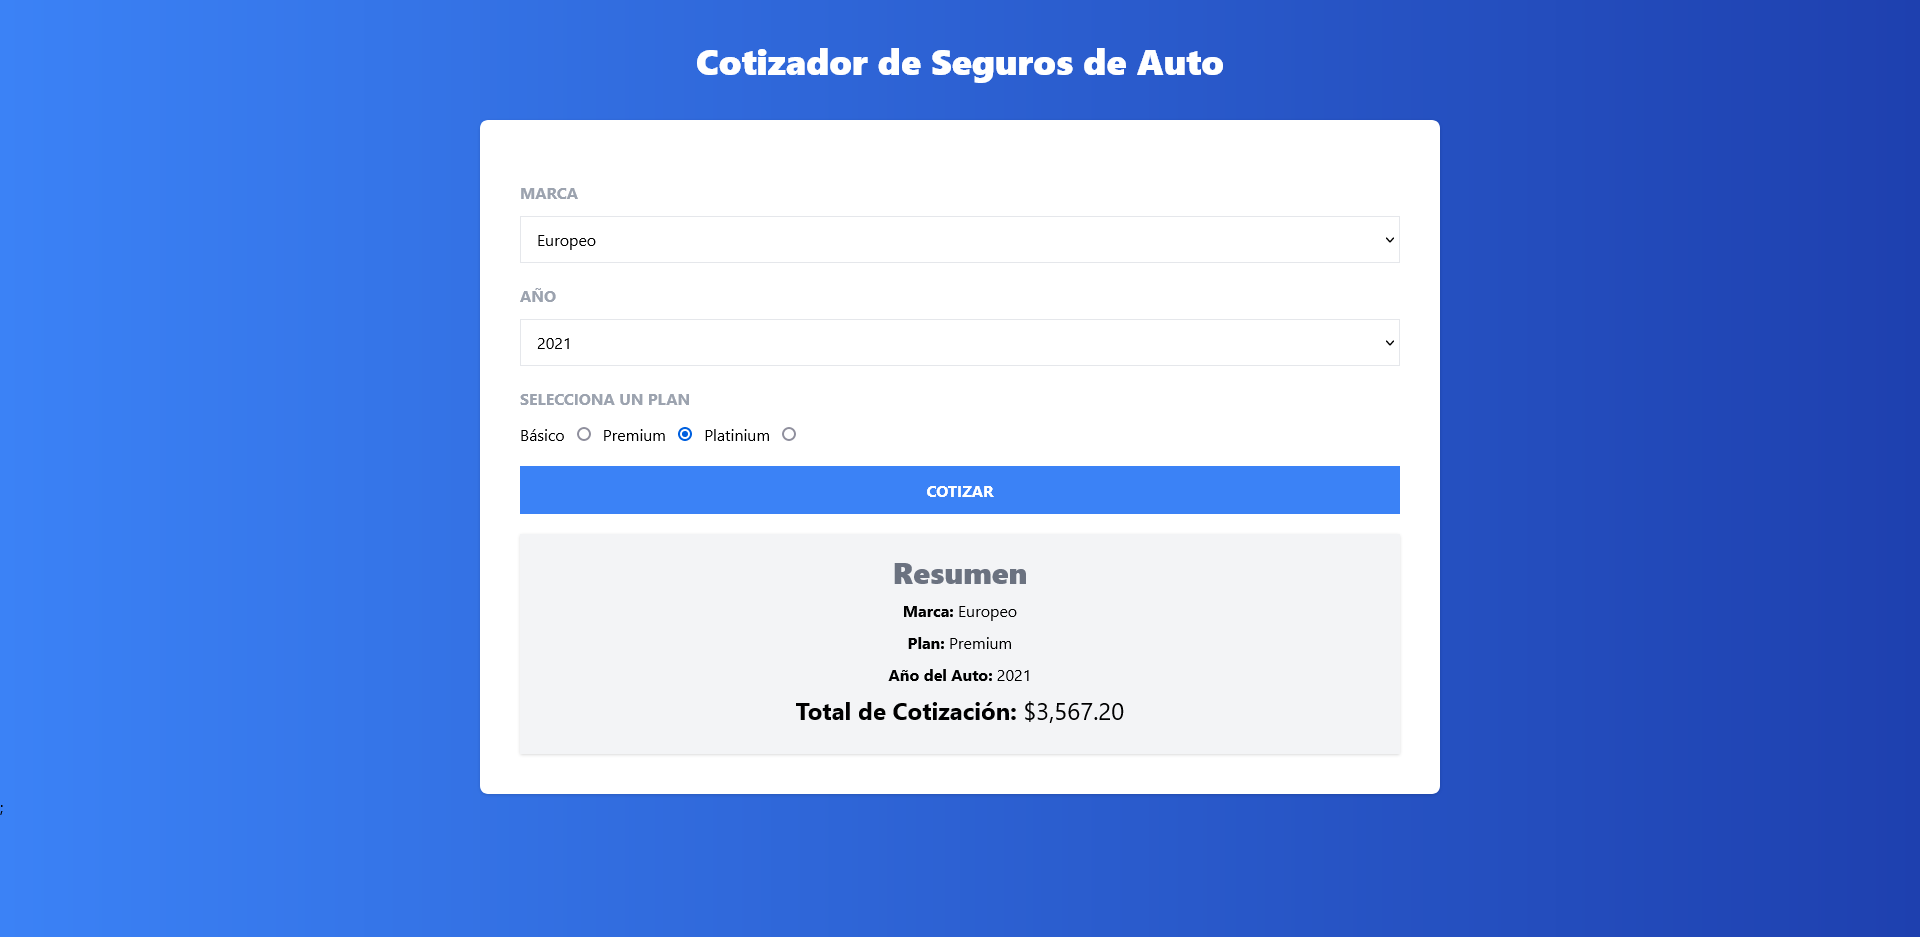 Cotizador de Seguros de Auto
MARCA
Europeo
AÑO
2021
SELECCIONA UN PLAN
Básico Premium Platinium
COTIZAR
Resumen
Marca: Europeo
Plan: Premium
Año del Auto: 2021
Total de Cotización: $3,567.20
;